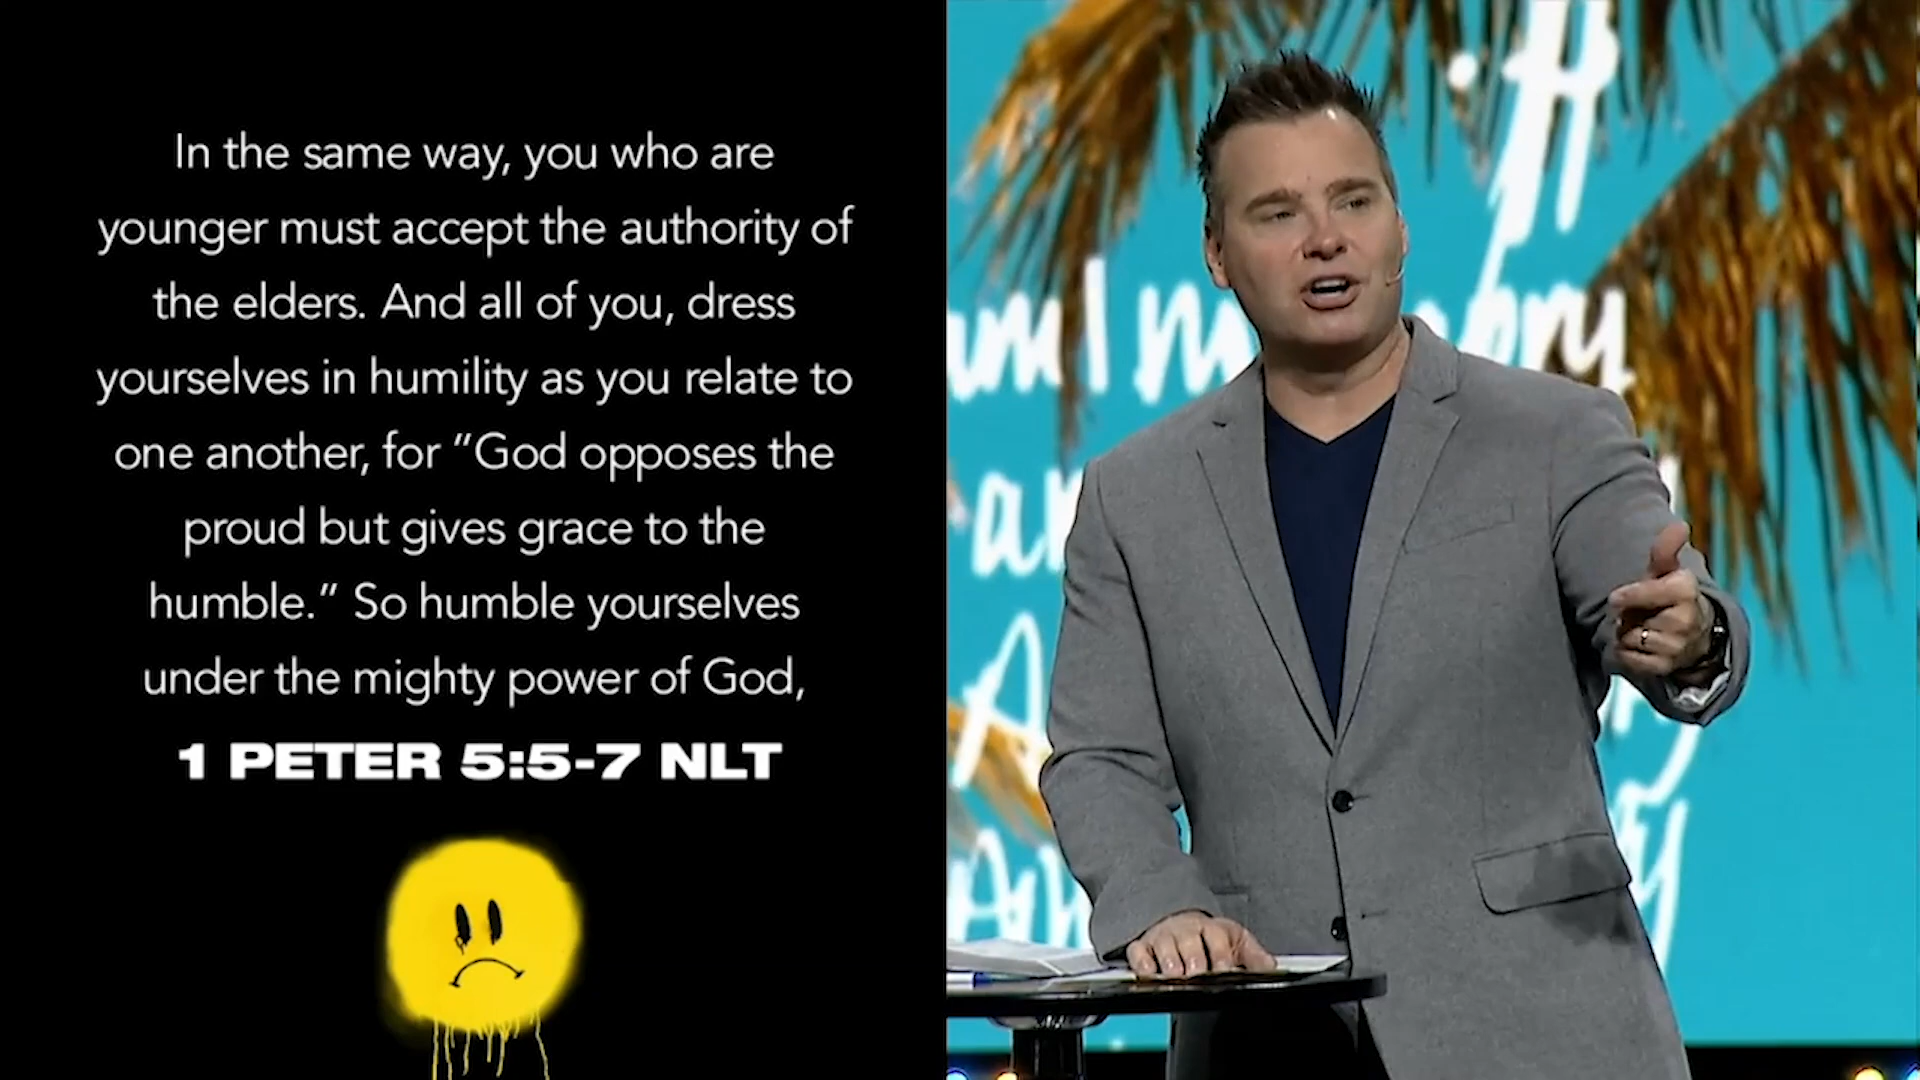 In the same way, you who are
younger must accept the authority of
the elders. And all of you, dress
yourselves in humility as you relate to
one another, for “God opposes the
proud but gives grace to the
humble.” So humble yourselves
under the mighty power of God,
1 PETER 5:5-7 NLT